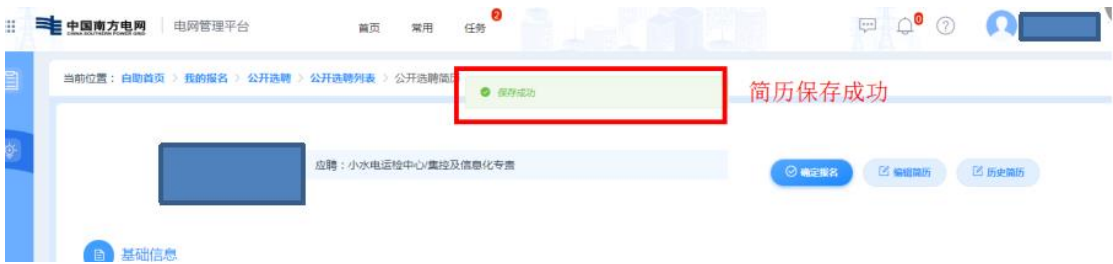 中国南方电网 电网管理平台 首页 常用 任务 2 0
CHINA SOUTHERN POWER GRID
当前位置：自助首页 > 我的报名 > 公开选聘 > 公开选聘列表 > 公开选聘简历
保存成功
简历保存成功
应聘：小水电运检中心/集控及信息化专责
确定报名 编辑简历 历史简历
基础信息